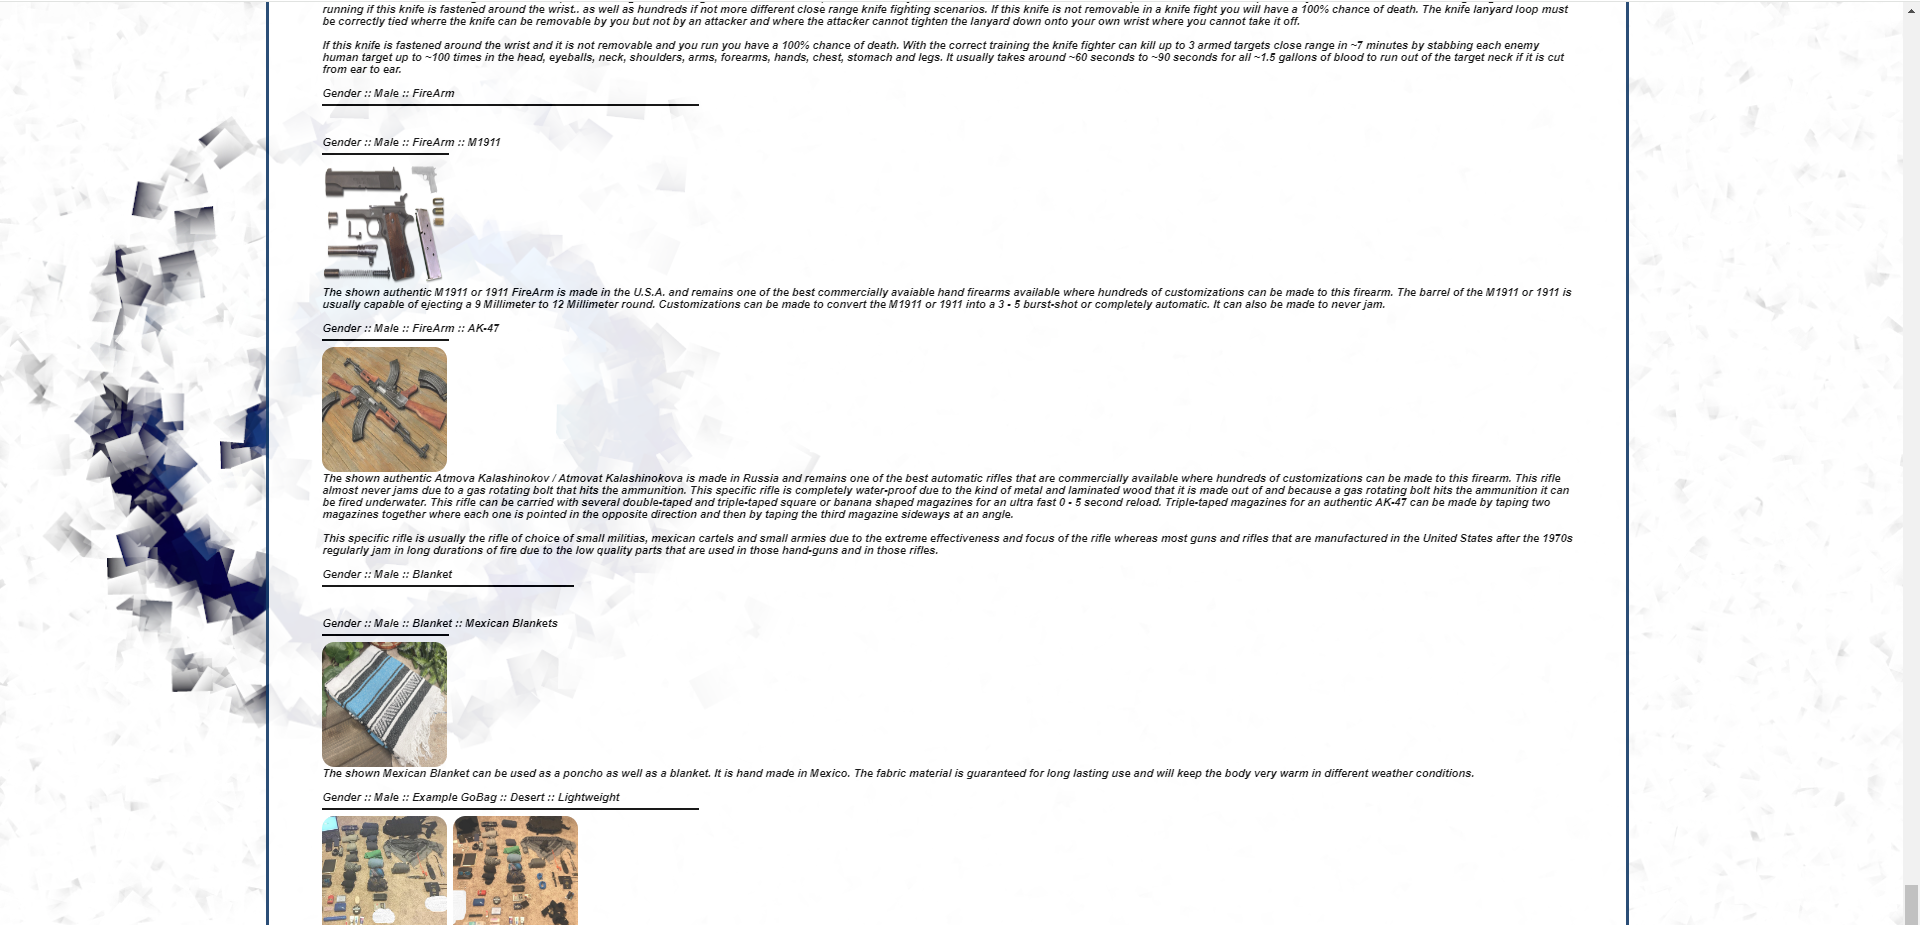 running if this knife is fastened around the wrist.. as well as hundreds if not more different close range knife fighting scenarios. If this knife is not removable in a knife fight you will have a 100% chance of death. The knife lanyard loop must
be correctly tied wherre the knife can be removable by you but not by an attacker and where the attacker cannot tighten the lanyard down onto your own wrist where you cannot take it off.
If this knife is fastened around the wrist and it is not removable and you run you have a 100% chance of death. With the correct training the knife fighter can kill up to 3 armed targets close range in ~7 minutes by stabbing each enemy
human target up to ~100 times in the head, eyeballs, neck, shoulders, arms, forearms, hands, chest, stomach and legs. It usually takes around ~60 seconds to ~90 seconds for all ~1.5 gallons of blood to run out of the target neck if it is cut
from ear to ear.
Gender :: Male :: FireArm
Gender :: Male :: FireArm :: M1911
The shown authentic M1911 or 1911 FireArm is made in the U.S.A. and remains one of the best commercially avaiable hand firearms available where hundreds of customizations can be made to this firearm. The barrel of the M1911 or 1911 is
usually capable of ejecting a 9 Millimeter to 12 Millimeter round. Customizations can be made to convert the M1911 or 1911 into a 3 - 5 burst-shot or completely automatic. It can also be made to never jam.
Gender :: Male :: FireArm :: AK-47
The shown authentic Atmova Kalashinokov / Atmovat Kalashinokova is made in Russia and remains one of the best automatic rifles that are commercially available where hundreds of customizations can be made to this firearm. This rifle
almost never jams due to a gas rotating bolt that hits the ammunition. This specific rifle is completely water-proof due to the kind of metal and laminated wood that it is made out of and because a gas rotating bolt hits the ammunition it can
be fired underwater. This rifle can be carried with several double-taped and triple-taped square or banana shaped magazines for an ultra fast 0 - 5 second reload. Triple-taped magazines for an authentic AK-47 can be made by taping two
magazines together where each one is pointed in the opposite direction and then by taping the third magazine sideways at an angle.
This specific rifle is usually the rifle of choice of small militias, mexican cartels and small armies due to the extreme effectiveness and focus of the rifle whereas most guns and rifles that are manufactured in the United States after the 1970s
regularly jam in long durations of fire due to the low quality parts that are used in those hand-guns and in those rifles.
Gender :: Male :: Blanket
Gender :: Male :: Blanket :: Mexican Blankets
The shown Mexican Blanket can be used as a poncho as well as a blanket. It is hand made in Mexico. The fabric material is guaranteed for long lasting use and will keep the body very warm in different weather conditions.
Gender :: Male :: Example GoBag :: Desert :: Lightweight